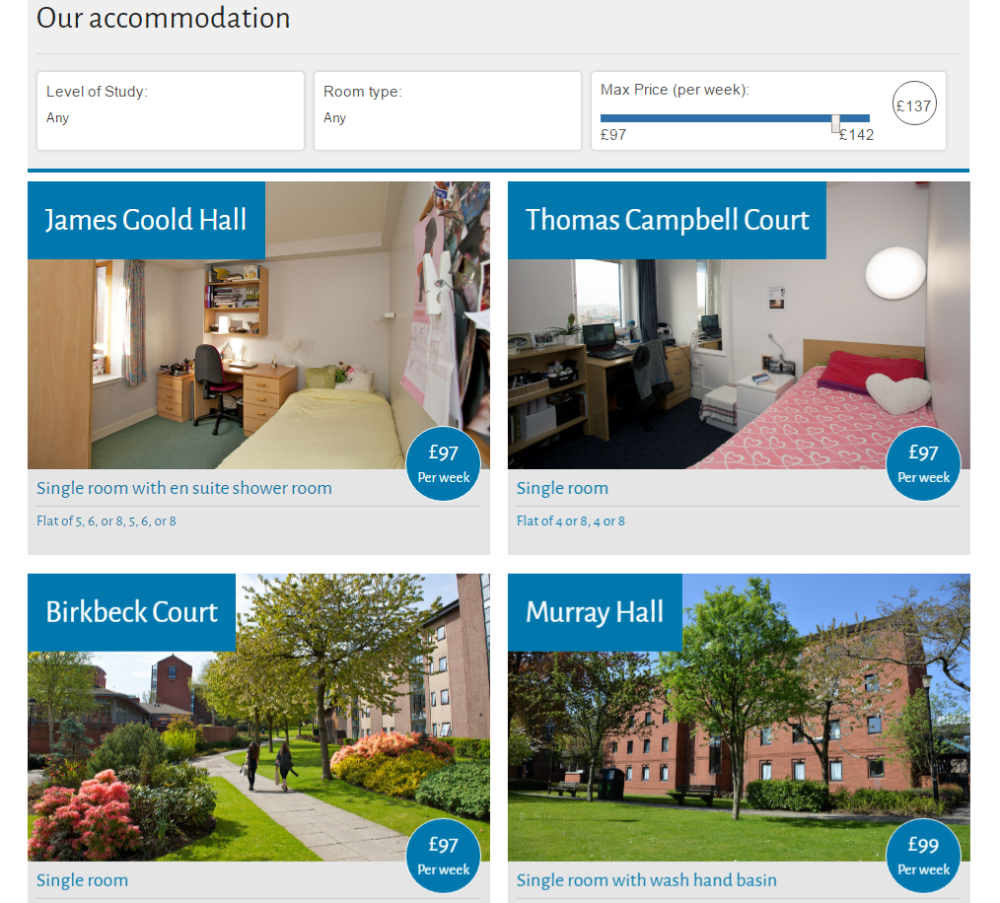 Our accommodation
Level of Study:
Any
Room type:
Any
Max Price (per week):
£97
£142
£137
James Goold Hall
£97
Per week
Single room with en suite shower room
Flat of 5, 6, or 8, 5, 6, or 8
Thomas Campbell Court
£97
Per week
Single room
Flat of 4 or 8, 4 or 8
Birkbeck Court
£97
Per week
Single room
Murray Hall
£99
Per week
Single room with wash hand basin